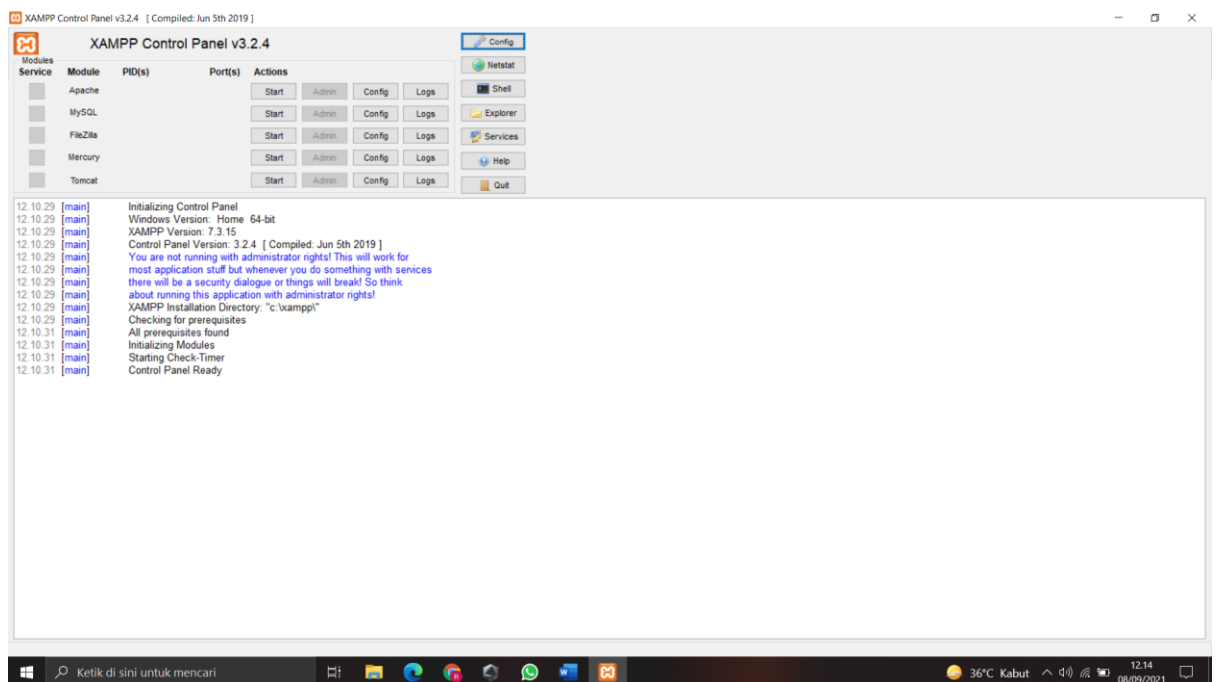 XAMPP Control Panel v3.2.4 [ Compiled: Jun 5th 2019 ]
XAMPP Control Panel v3.2.4
Config
Netstat
Shell
Explorer
Services
Help
Quit
Modules
Service Module PID(s) Port(s) Actions
Apache Start Admin Config Logs
MySQL Start Admin Config Logs
FileZilla Start Admin Config Logs
Mercury Start Admin Config Logs
Tomcat Start Admin Config Logs
12.10.29 [main] Initializing Control Panel
12.10.29 [main] Windows Version: Home 64-bit
12.10.29 [main] XAMPP Version: 7.3.15
12.10.29 [main] Control Panel Version: 3.2.4 [ Compiled: Jun 5th 2019 ]
12.10.29 [main] You are not running with administrator rights! This will work for
12.10.29 [main] most application stuff but whenever you do something with services
12.10.29 [main] there will be a security dialogue or things will break! So think
12.10.29 [main] about running this application with administrator rights!
12.10.29 [main] XAMPP Installation Directory: "c:\xampp\"
12.10.29 [main] Checking for prerequisites
12.10.31 [main] All prerequisites found
12.10.31 [main] Initializing Modules
12.10.31 [main] Starting Check-Timer
12.10.31 [main] Control Panel Ready
Ketik di sini untuk mencari
36°C Kabut
12.14
08/09/2021